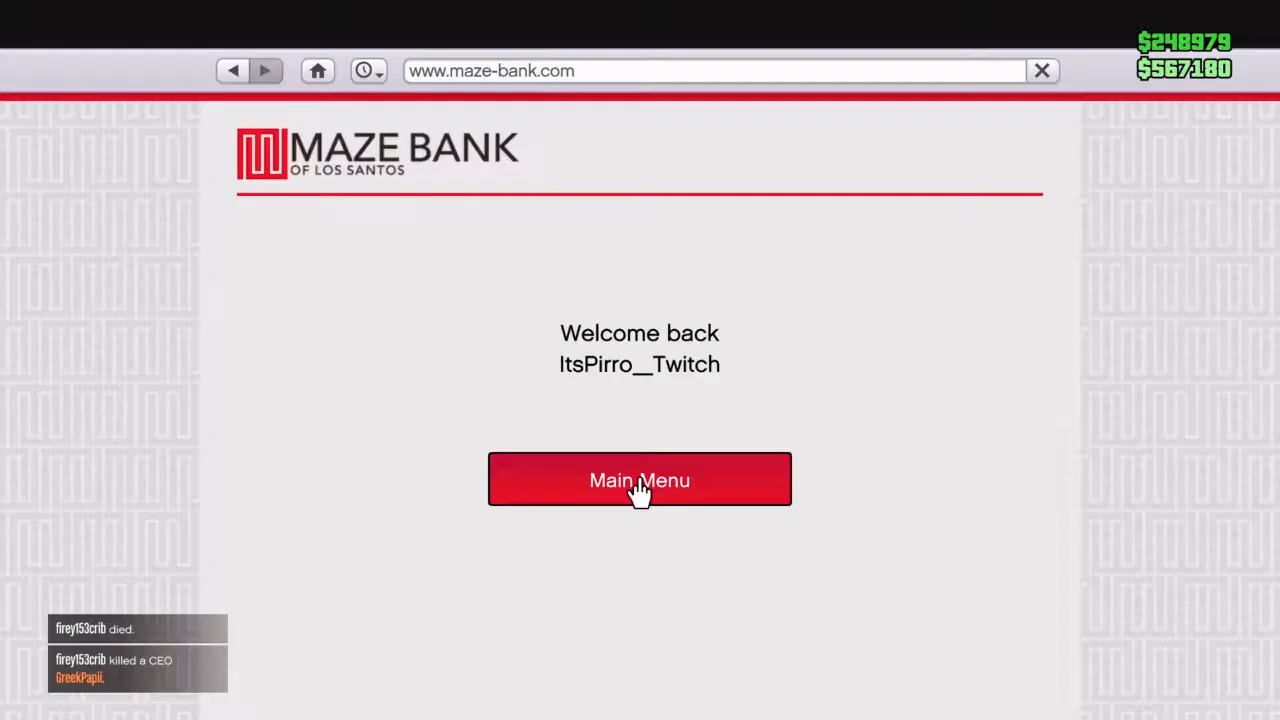 $248979
www.maze-bank.com
$567180
MAZE BANK
OF LOS SANTOS
Welcome back
ItsPirro__Twitch
Main Menu
firey153crib died.
firey153crib killed a CEO
GreekPapii.